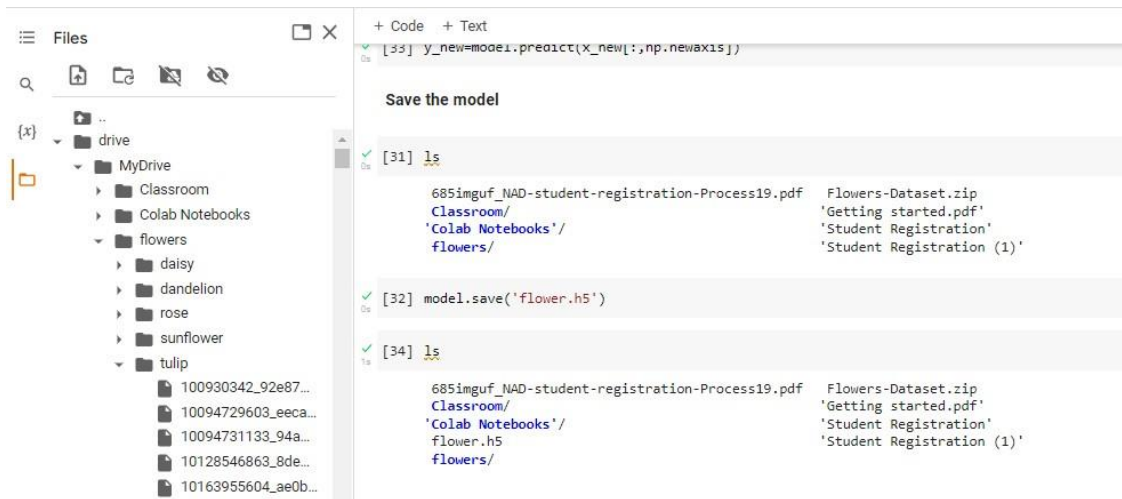 Files
{x}
..
drive
MyDrive
Classroom
Colab Notebooks
flowers
daisy
dandelion
rose
sunflower
tulip
100930342_92e87...
10094729603_eeca...
10094731133_94a...
10128546863_8de...
10163955604_ae0b...
+ Code + Text
[33] y_new=model.predict(x_new[:,np.newaxis])
0s
Save the model
[31] ls
0s
685imguf_NAD-student-registration-Process19.pdf Flowers-Dataset.zip
Classroom/ 'Getting started.pdf'
'Colab Notebooks'/ 'Student Registration'
flowers/ 'Student Registration (1)'
[32] model.save('flower.h5')
0s
[34] ls
1s
685imguf_NAD-student-registration-Process19.pdf Flowers-Dataset.zip
Classroom/ 'Getting started.pdf'
'Colab Notebooks'/ 'Student Registration'
flower.h5 'Student Registration (1)'
flowers/